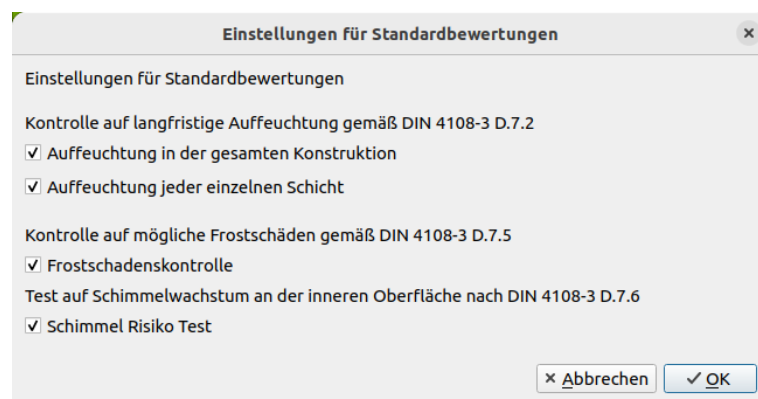 Einstellungen für Standardbewertungen
Einstellungen für Standardbewertungen
Kontrolle auf langfristige Auffeuchtung gemäß DIN 4108-3 D.7.2
Auffeuchtung in der gesamten Konstruktion
Auffeuchtung jeder einzelnen Schicht
Kontrolle auf mögliche Frostschäden gemäß DIN 4108-3 D.7.5
Frostschadenskontrolle
Test auf Schimmelwachstum an der inneren Oberfläche nach DIN 4108-3 D.7.6
Schimmel Risiko Test
Abbrechen OK